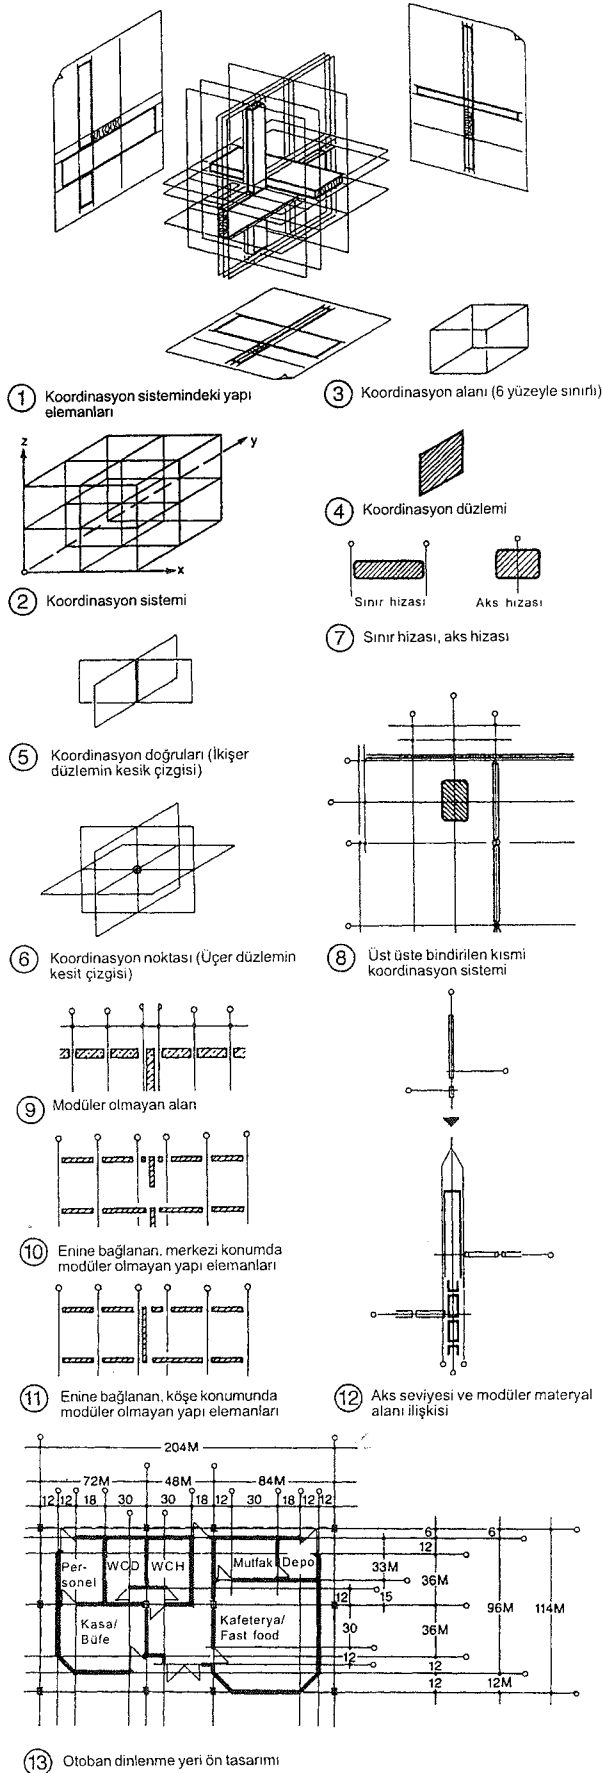 1 Koordinasyon sistemindeki yapı
elemanları
3 Koordinasyon alanı (6 yüzeyle sınırlı)
z
y
x
2 Koordinasyon sistemi
4 Koordinasyon düzlemi
Sınır hizası
Aks hızası
7 Sınır hizası, aks hizası
5 Koordinasyon doğruları (İkişer
düzlemin kesik çizgisi)
6 Koordinasyon noktası (Üçer düzlemin
kesit çizgisi)
8 Üst üste bindirilen kısmi
koordinasyon sistemi
9 Modüler olmayan alan
10 Enine bağlanan, merkezi konumda
modüler olmayan yapı elemanları
11 Enine bağlanan, köşe konumunda
modüler olmayan yapı elemanları
12 Aks seviyesi ve modüler materyal
alanı ilişkisi
204M
72M 48M 84M
12 12 18 30 30 18 12 30 18 12 12
6 6
12
Per-
sonel
WCD
WCH
Mutfak
Depo
33M
36M
12 15
96M 114M
Kasa/
Büfe
Kafeterya/
Fast food
30
36M
12
12
12 12M
13 Otoban dinlenme yeri ön tasarımı